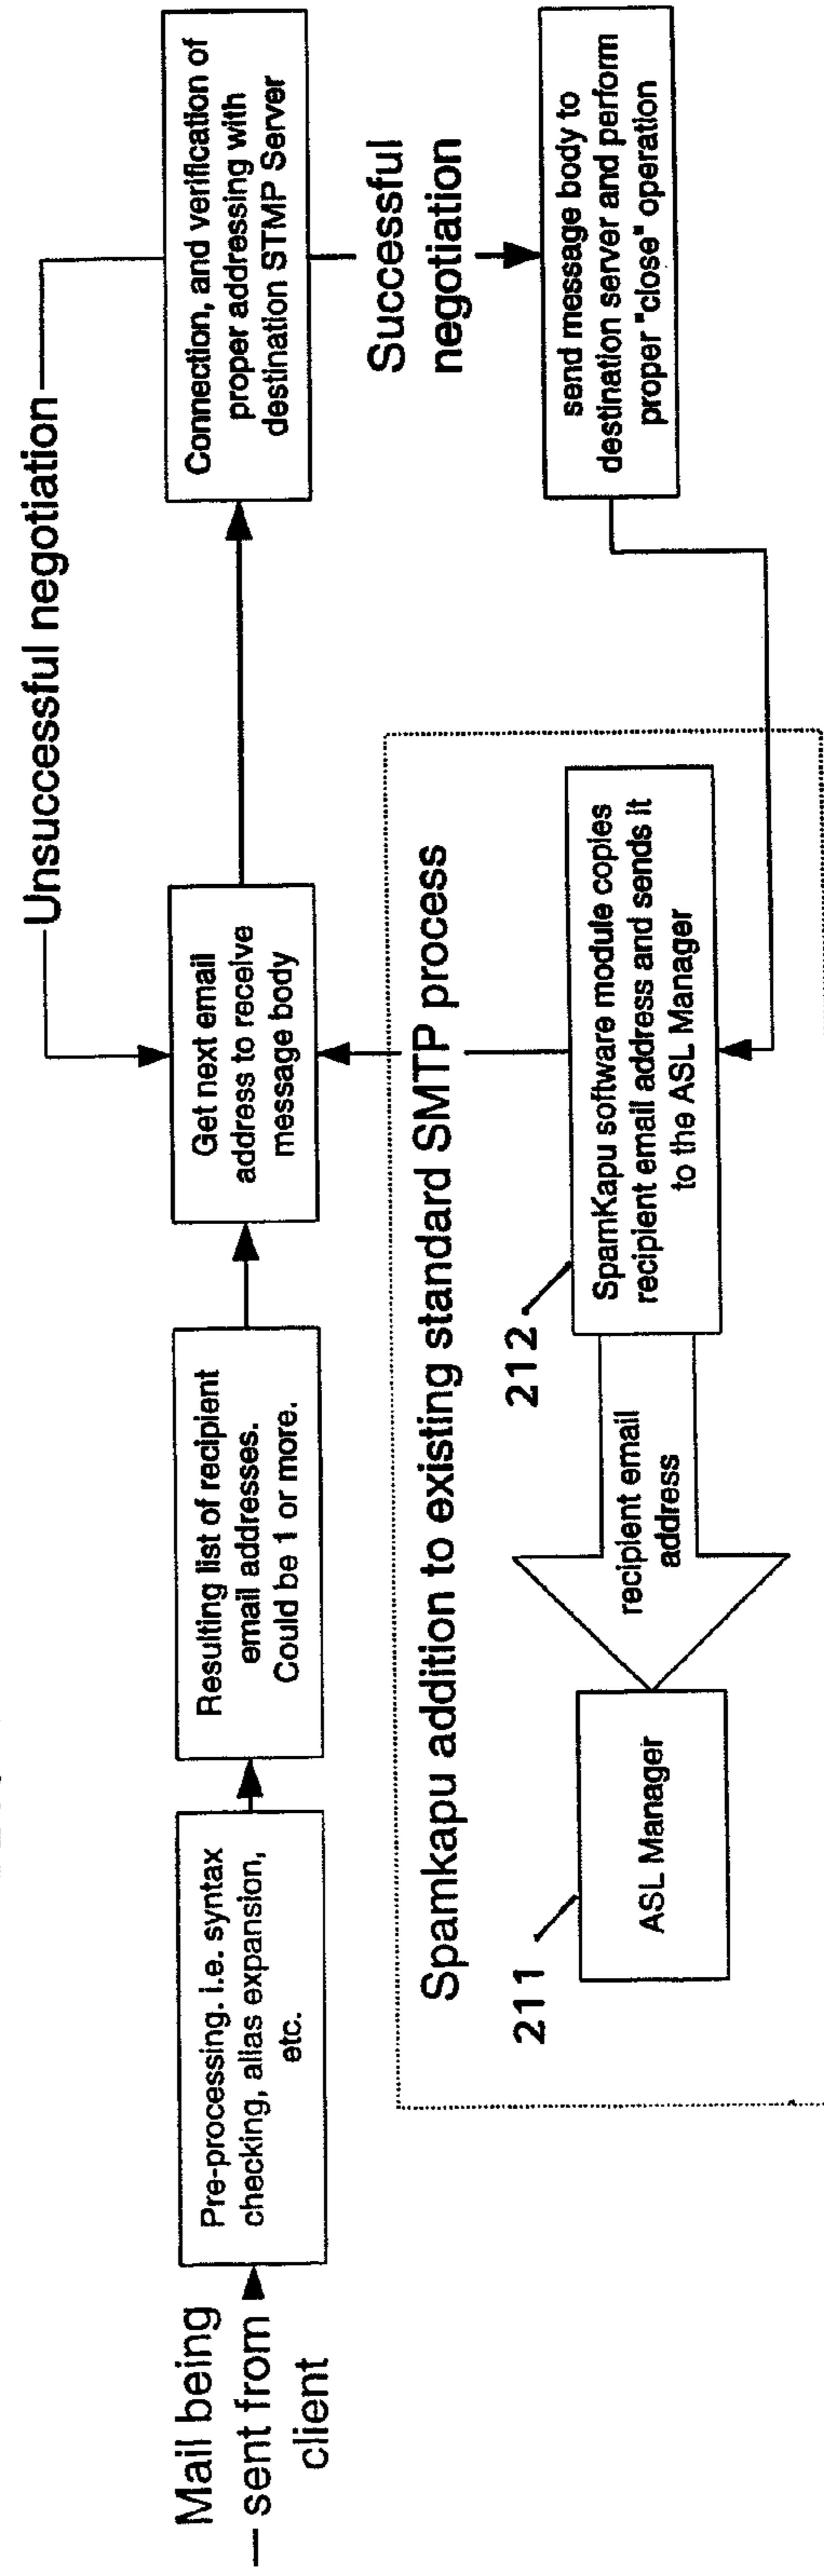 Unsuccessful negotiation
Mail being
sent from
client
Pre-processing. i.e. syntax
checking, alias expansion,
etc.
Resulting list of recipient
email addresses.
Could be 1 or more.
Get next email
address to receive
message body
Connection, and verification of
proper addressing with
destination STMP Server
Successful
negotiation
send message body to
destination server and perform
proper "close" operation
Spamkapu addition to existing standard SMTP process
212
SpamKapu software module copies
recipient email address and sends it
to the ASL Manager
recipient email
address
211
ASL Manager